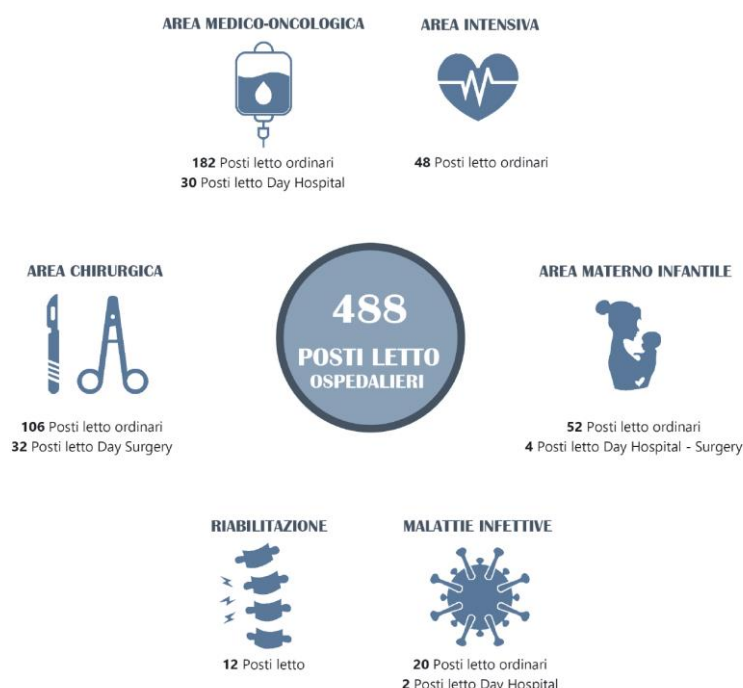 AREA MEDICO-ONCOLOGICA
AREA INTENSIVA
182 Posti letto ordinari
30 Posti letto Day Hospital
48 Posti letto ordinari
AREA CHIRURGICA
488
POSTI LETTO
OSPEDALIERI
AREA MATERNO INFANTILE
106 Posti letto ordinari
32 Posti letto Day Surgery
52 Posti letto ordinari
4 Posti letto Day Hospital - Surgery
RIABILITAZIONE
MALATTIE INFETTIVE
12 Posti letto
20 Posti letto ordinari
2 Posti letto Day Hospital